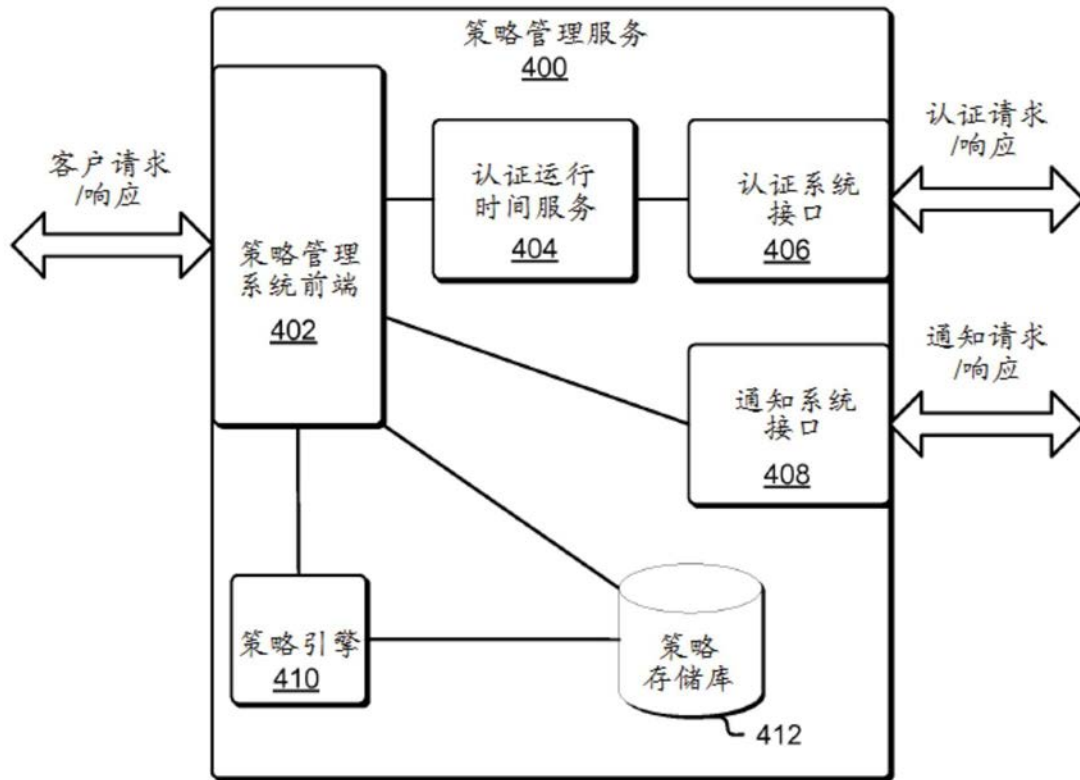 策略管理服务
400
客户请求
/响应
策略管理
系统前端
402
认证运行
时间服务
404
认证系统
接口
406
认证请求
/响应
通知系统
接口
408
通知请求
/响应
策略引擎
410
策略
存储库
412